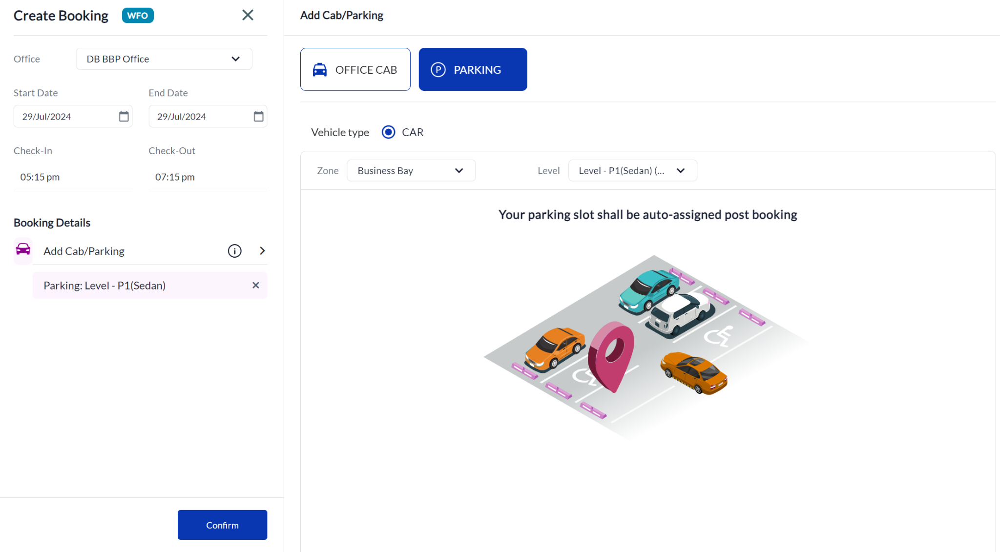 Create Booking
WFO
Office
DB BBP Office
Start Date
End Date
29/Jul/2024
29/Jul/2024
Check-In
Check-Out
05:15 pm
07:15 pm
Booking Details
Add Cab/Parking
Parking: Level - P1(Sedan)
Confirm
Add Cab/Parking
OFFICE CAB
P PARKING
Vehicle type
CAR
Zone
Business Bay
Level
Level - P1(Sedan) (...
Your parking slot shall be auto-assigned post booking